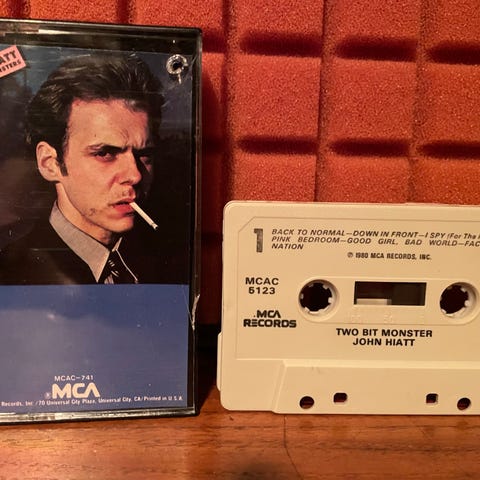 MCAC-741
MCA
Records, Inc./70 Universal City Plaza, Universal City, CA/Printed in U.S.A.
1
BACK TO NORMAL—DOWN IN FRONT—I SPY (For The
PINK BEDROOM—GOOD GIRL, BAD WORLD—FAC
NATION
℗ 1980 MCA RECORDS, INC.
MCAC
5123
MCA
RECORDS
TWO BIT MONSTER
JOHN HIATT